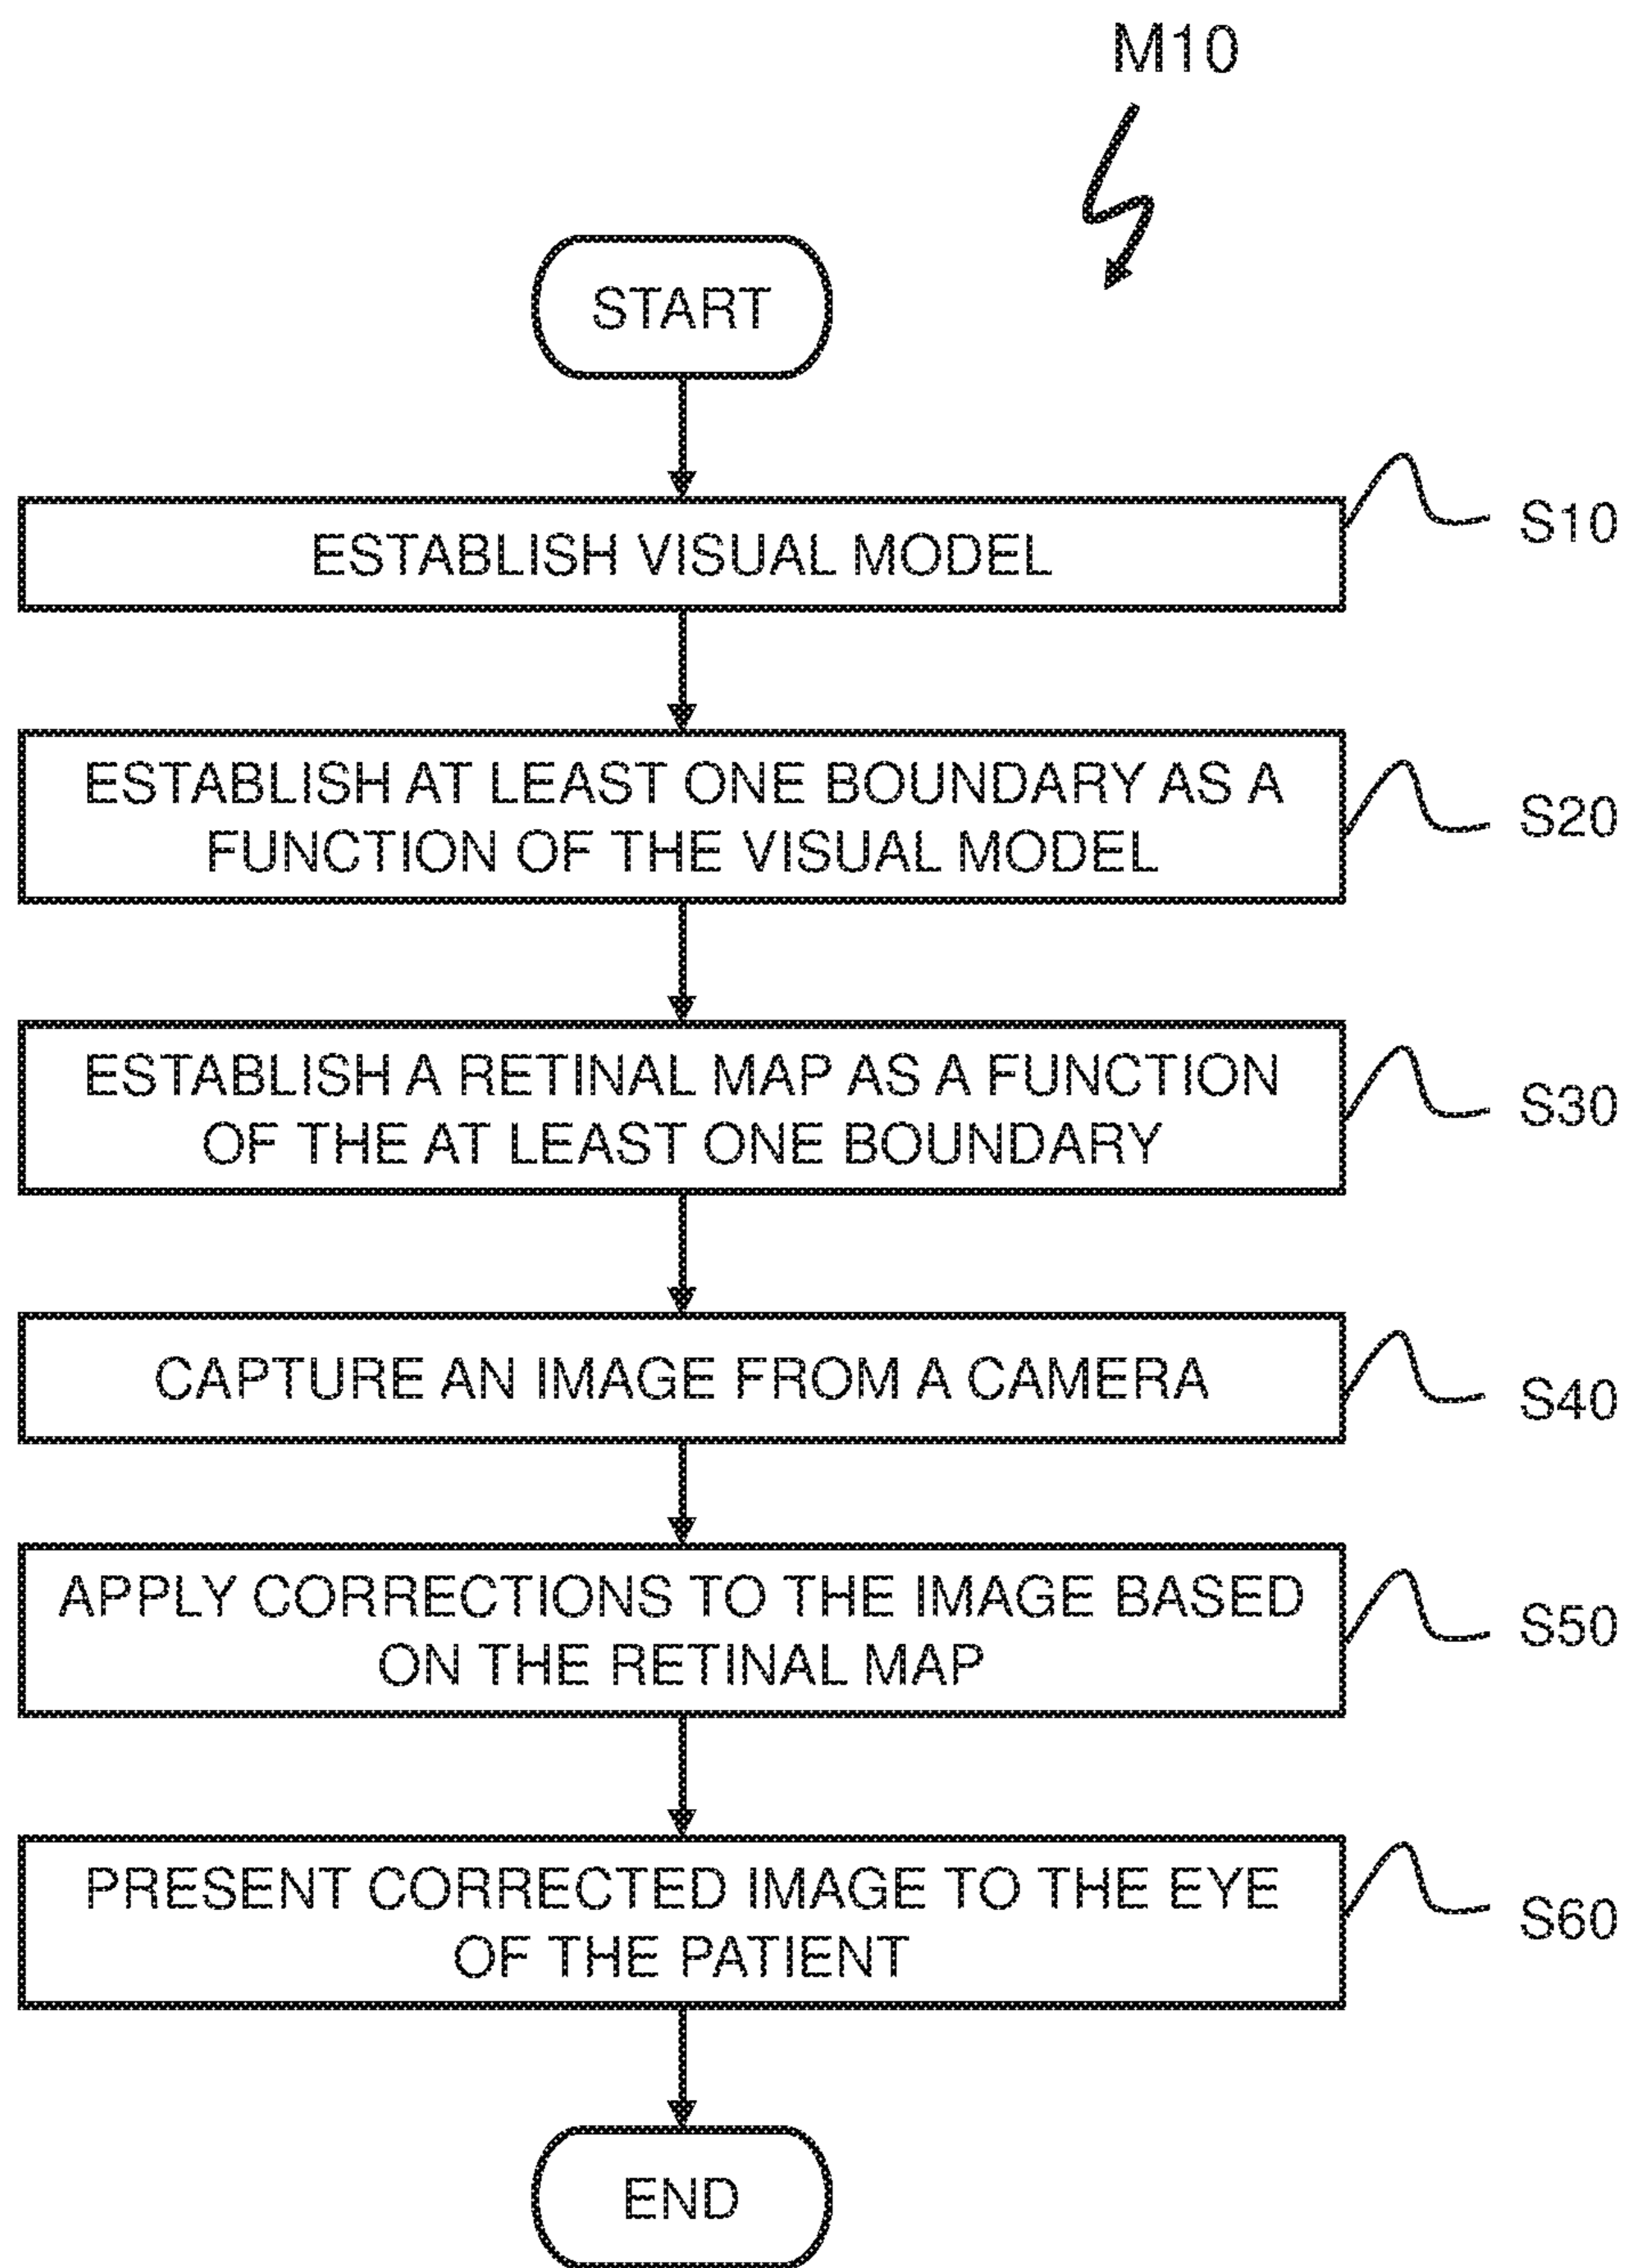 M10
START
ESTABLISH VISUAL MODEL
S10
ESTABLISH AT LEAST ONE BOUNDARY AS A
FUNCTION OF THE VISUAL MODEL
S20
ESTABLISH A RETINAL MAP AS A FUNCTION
OF THE AT LEAST ONE BOUNDARY
S30
CAPTURE AN IMAGE FROM A CAMERA
S40
APPLY CORRECTIONS TO THE IMAGE BASED
ON THE RETINAL MAP
S50
PRESENT CORRECTED IMAGE TO THE EYE
OF THE PATIENT
S60
END